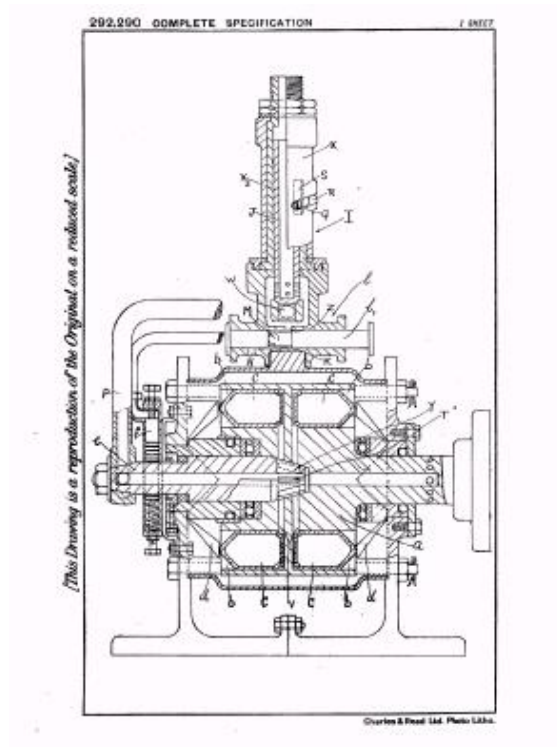 292,290 COMPLETE SPECIFICATION
1 SHEET
[This Drawing is a reproduction of the Original on a reduced scale]
K
S
R
K₂
J
I
W
M
P
C
C
Y
T
a
d
b
C
V
C
b
d
Charles & Read Ltd. Photo Litho.